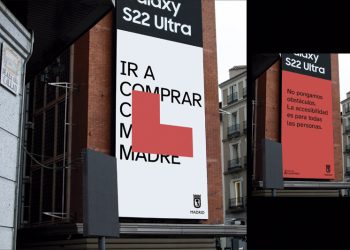 Galaxy
S22 Ultra
IR A
COMPRAR
C
M
MADRE
MADRID
Galaxy
S22 Ultra
No pongamos
obstáculos.
La accesibilidad
es para todas
las personas.